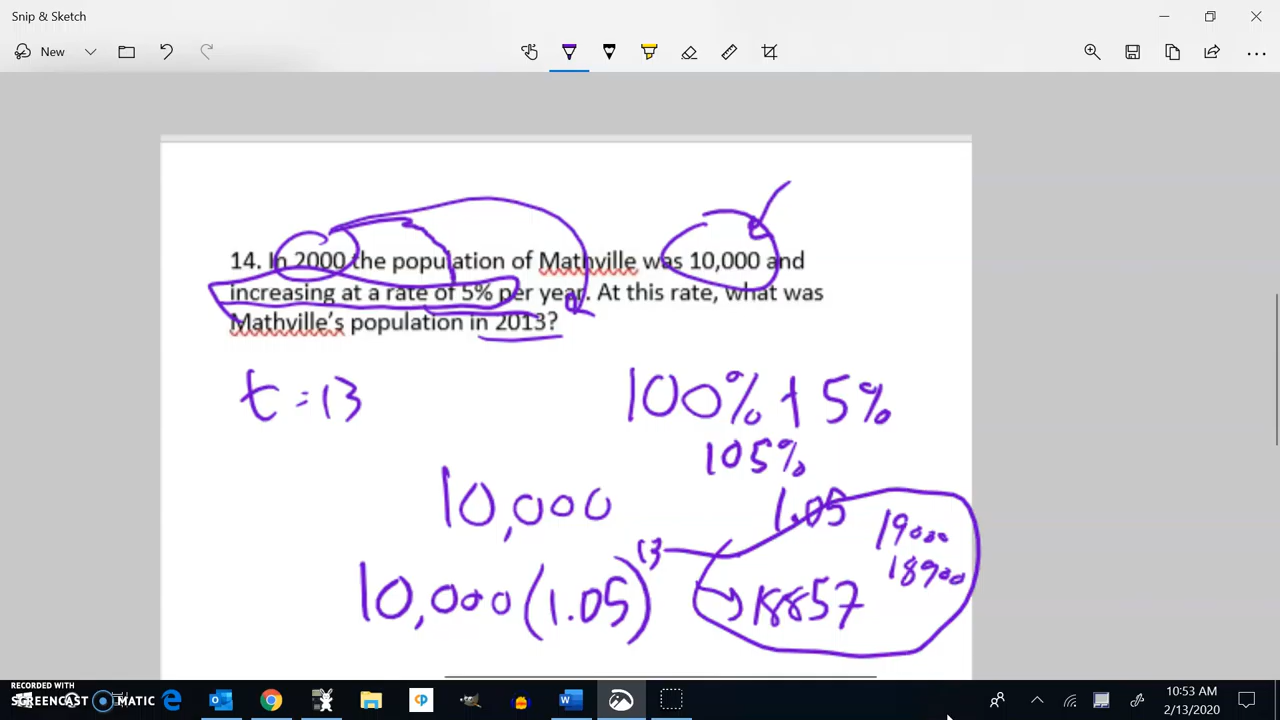 Snip & Sketch
New
14. In 2000 the population of Mathville was 10,000 and
increasing at a rate of 5% per year. At this rate, what was
Mathville's population in 2013?
t = 13
100% + 5%
105%
10,000
1.05
19000
18900
10,000(1.05)^13
18857
RECORDED WITH
SCREENCAST MATIC
10:53 AM
2/13/2020